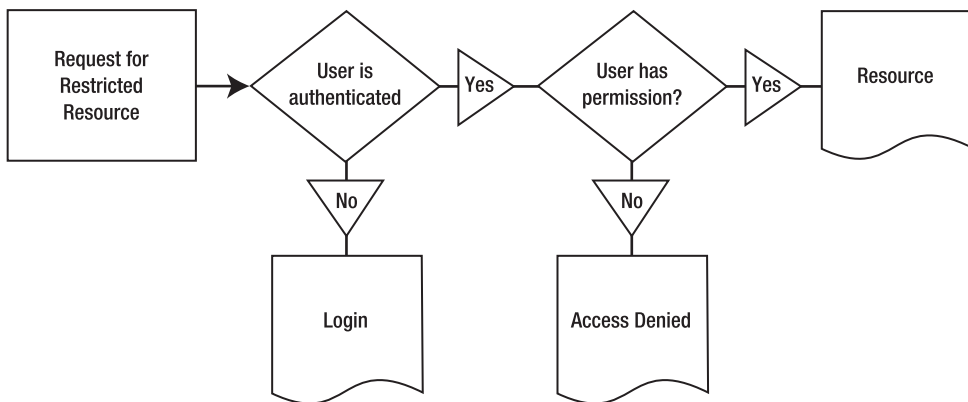 Request for
Restricted
Resource
User is
authenticated
Yes
User has
permission?
Yes
Resource
No
No
Login
Access Denied